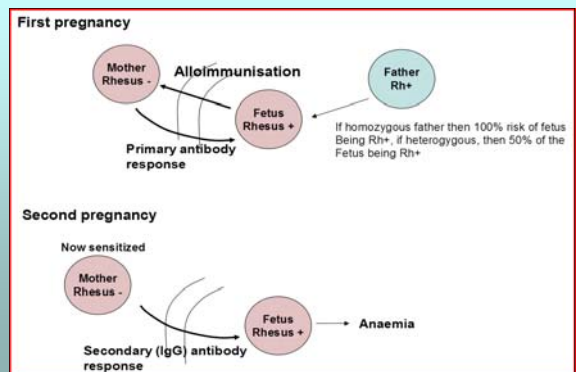 First pregnancy
Mother
Rhesus -
Alloimmunisation
Father
Rh+
Fetus
Rhesus +
Primary antibody
response
If homozygous father then 100% risk of fetus
Being Rh+, if heterogygous, then 50% of the
Fetus being Rh+
Second pregnancy
Now sensitized
Mother
Rhesus -
Fetus
Rhesus +
Anaemia
Secondary (IgG) antibody
response